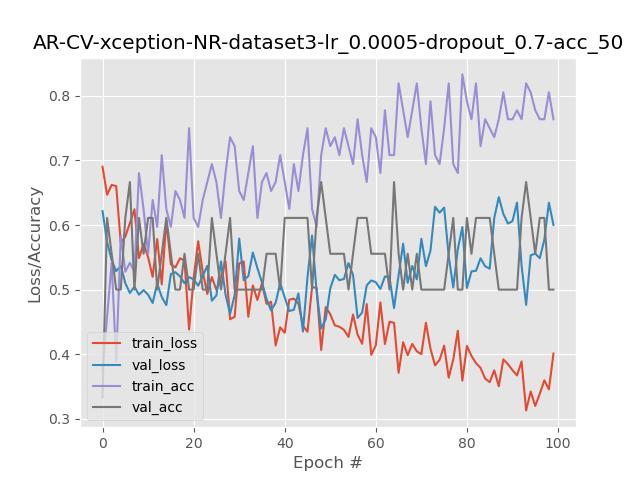 AR-CV-xception-NR-dataset3-lr_0.0005-dropout_0.7-acc_50
0.8
0.7
0.6
0.5
0.4
0.3
Loss/Accuracy
train_loss
val_loss
train_acc
val_acc
0 20 40 60 80 100
Epoch #